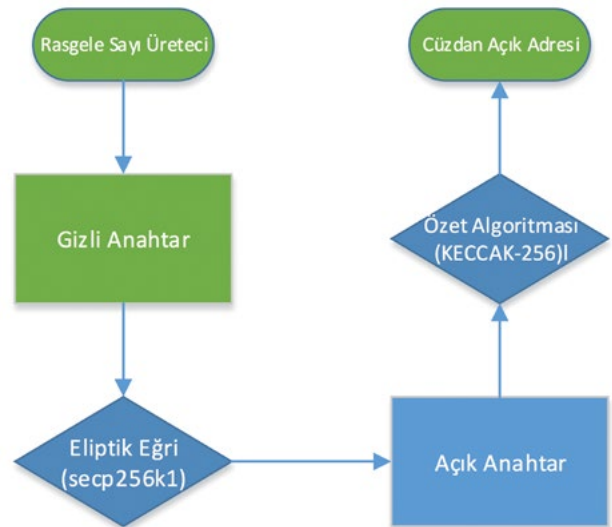 Rasgele Sayı Üreteci
Gizli Anahtar
Eliptik Eğri
(secp256k1)
Açık Anahtar
Özet Algoritması
(KECCAK-256)l
Cüzdan Açık Adresi